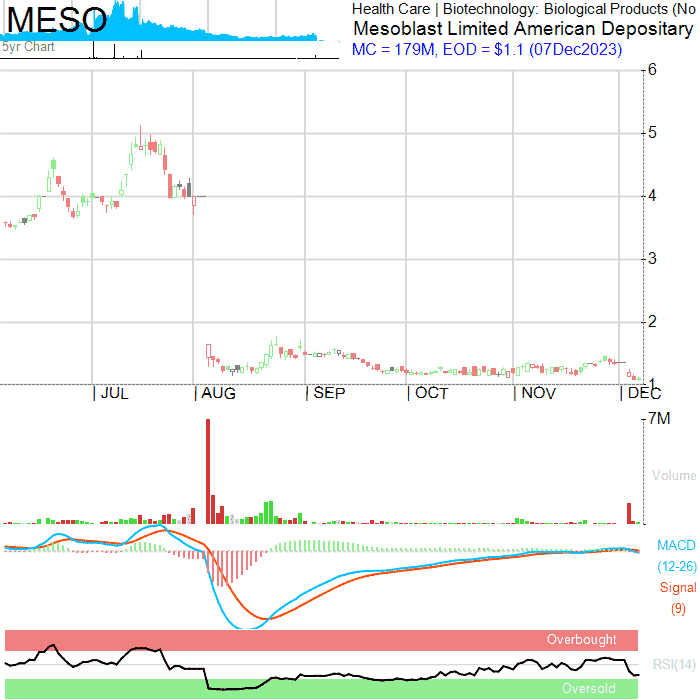 MESO
5yr Chart
Health Care | Biotechnology: Biological Products (No
Mesoblast Limited American Depositary
MC = 179M, EOD = $1.1 (07Dec2023)
6
5
4
3
2
1
JUL
AUG
SEP
OCT
NOV
DEC
7M
Volume
MACD
(12-26)
Signal
(9)
Overbought
RSI(14)
Oversold